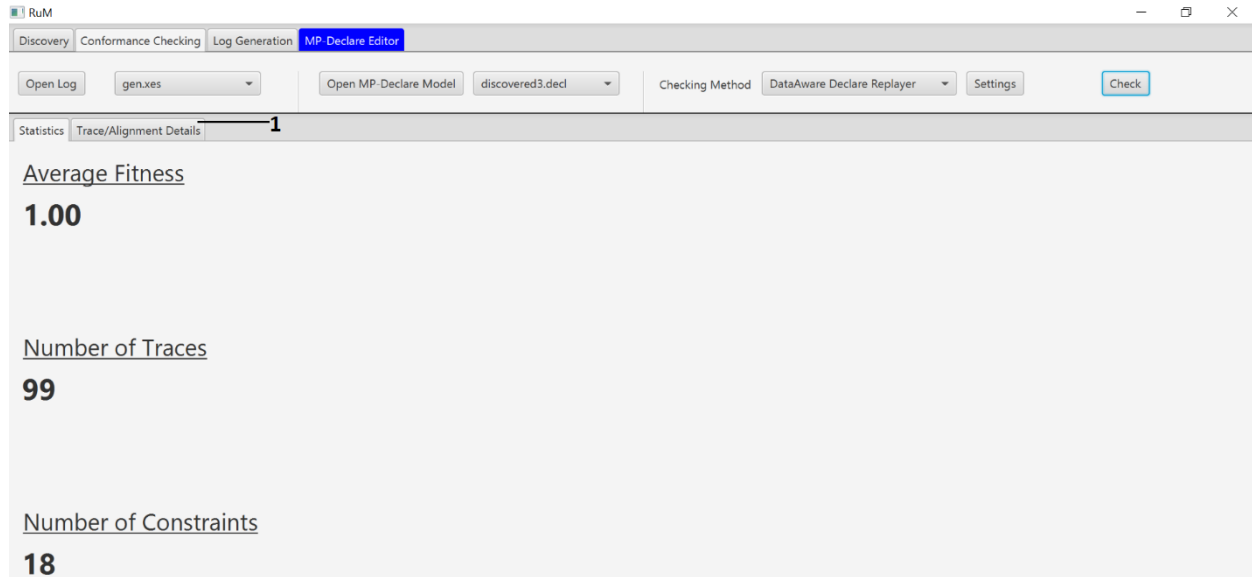 RuM
Discovery Conformance Checking Log Generation MP-Declare Editor
Open Log gen.xes Open MP-Declare Model discovered3.decl Checking Method DataAware Declare Replayer Settings Check
Statistics Trace/Alignment Details 1
Average Fitness
1.00
Number of Traces
99
Number of Constraints
18